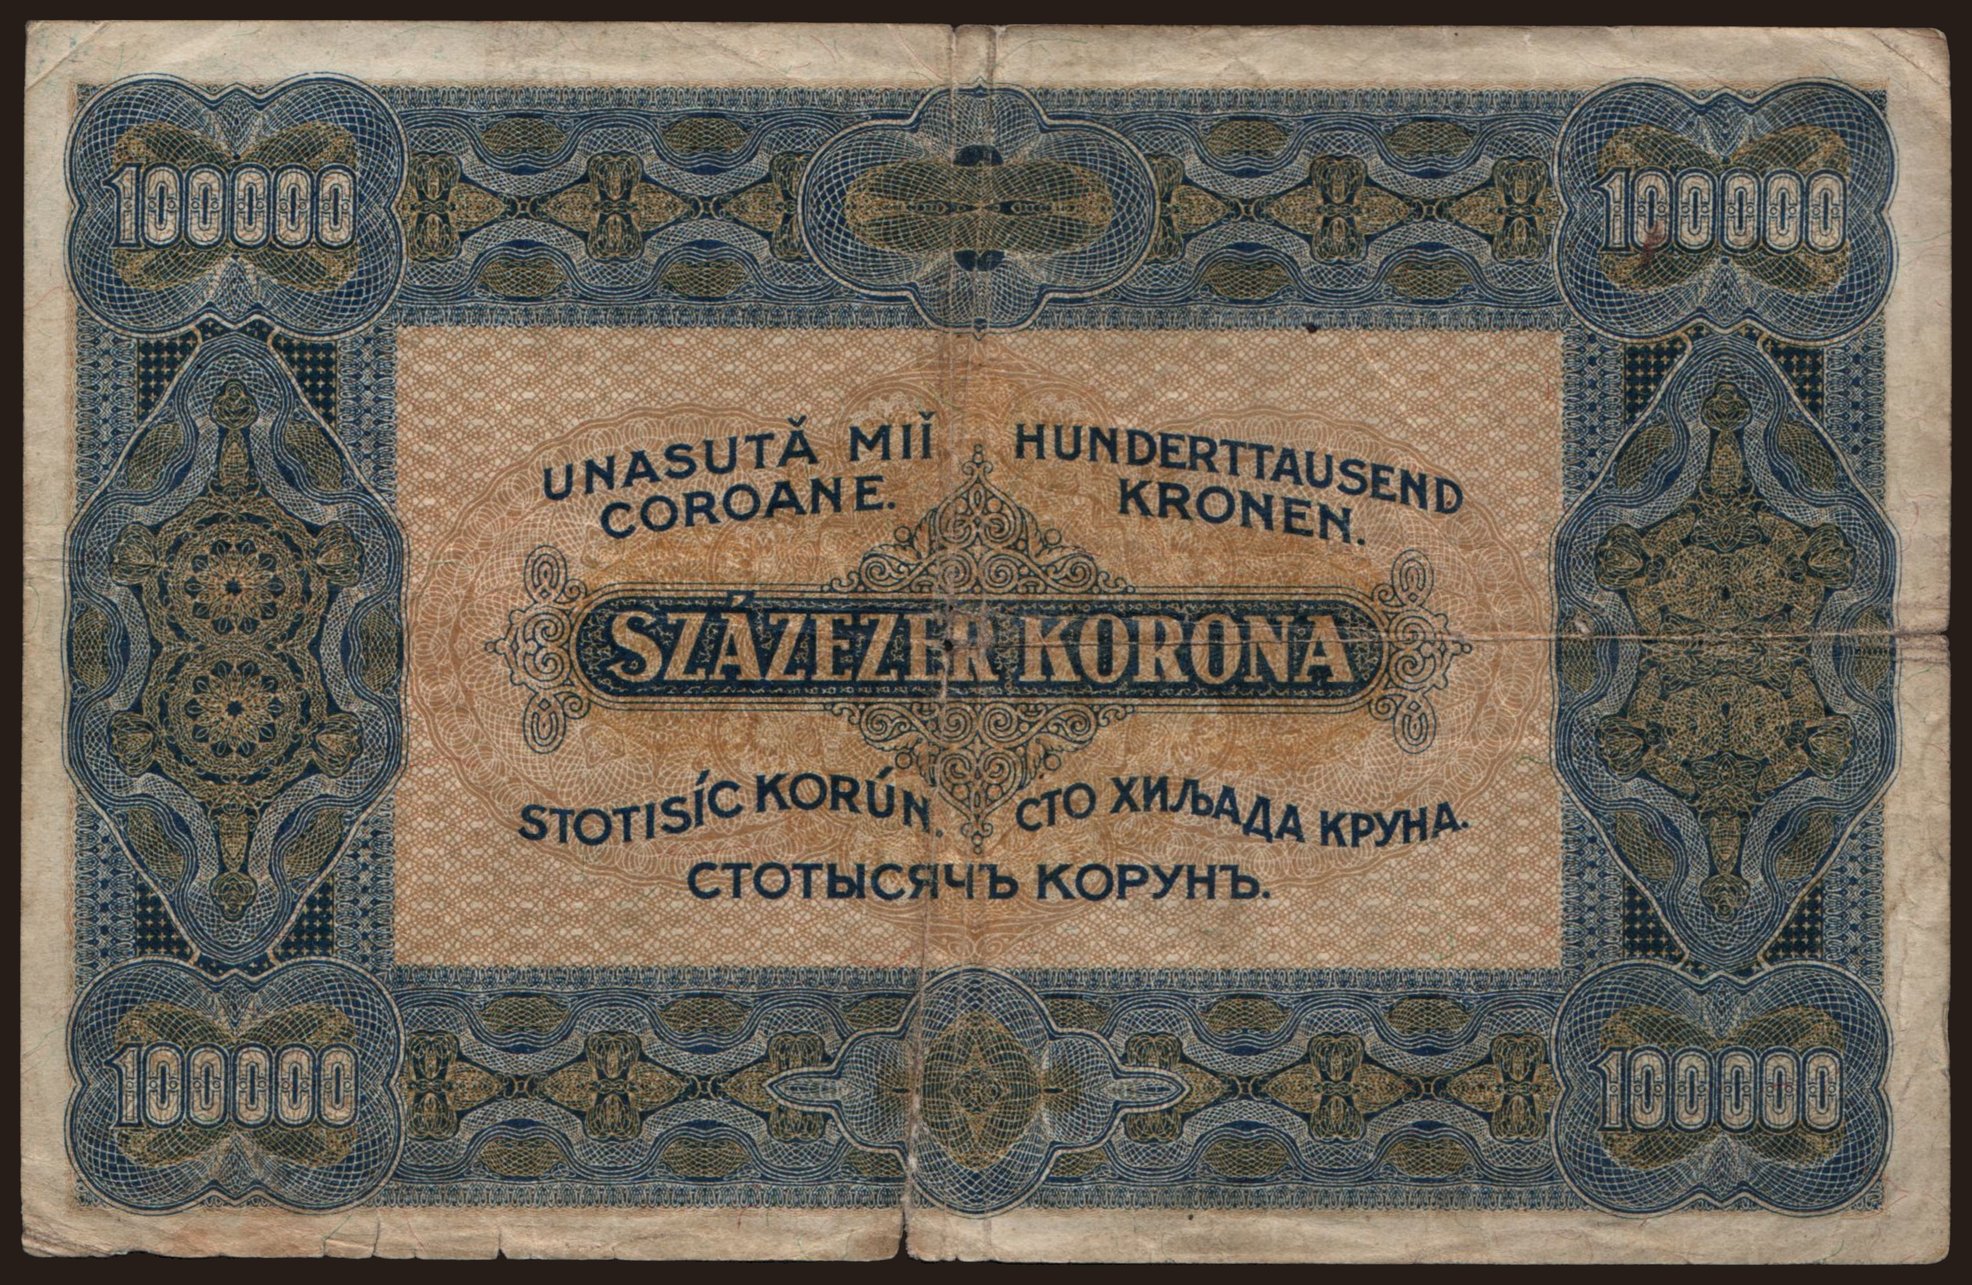 100000
100000
UNASUTĂ MIĬ
COROANE.
HUNDERTTAUSEND
KRONEN.
SZÁZEZER KORONA
STOTISÍC KORÚN.
СТО ХИЉАДА КРУНА.
СТОТЫСЯЧЪ КОРУНЪ.
100000
100000